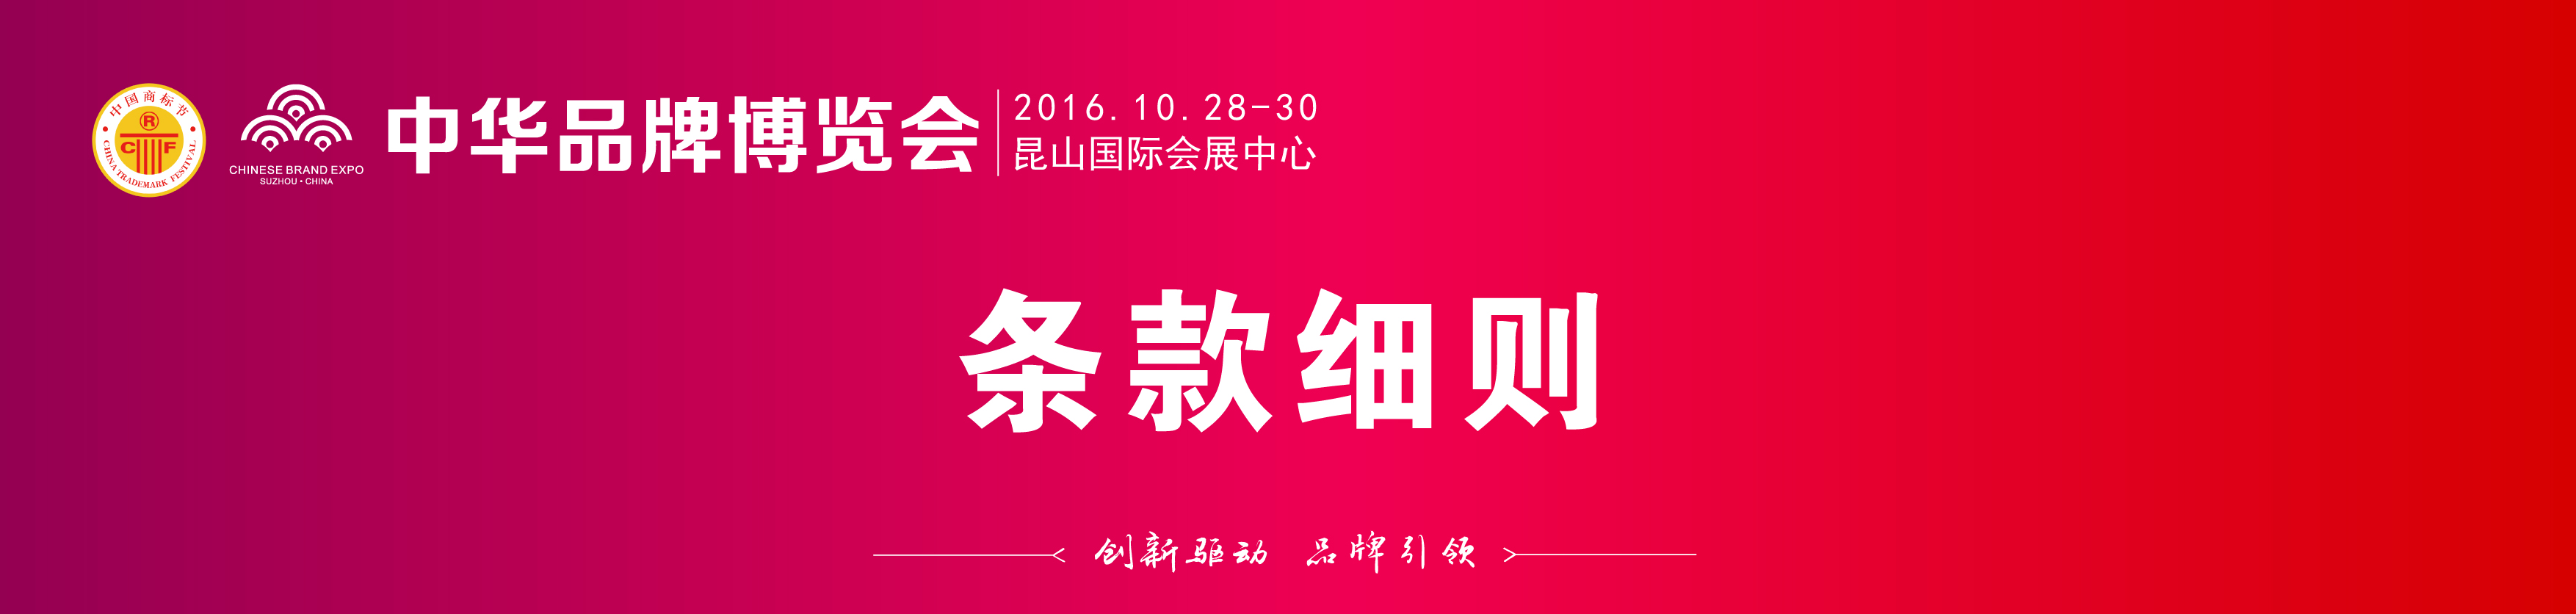 中国商标节
R
CTF
CHINA TRADEMARK FESTIVAL
CHINESE BRAND EXPO
SUZHOU·CHINA
中华品牌博览会
2016.10.28-30
昆山国际会展中心
条款细则
创新驱动 品牌引领